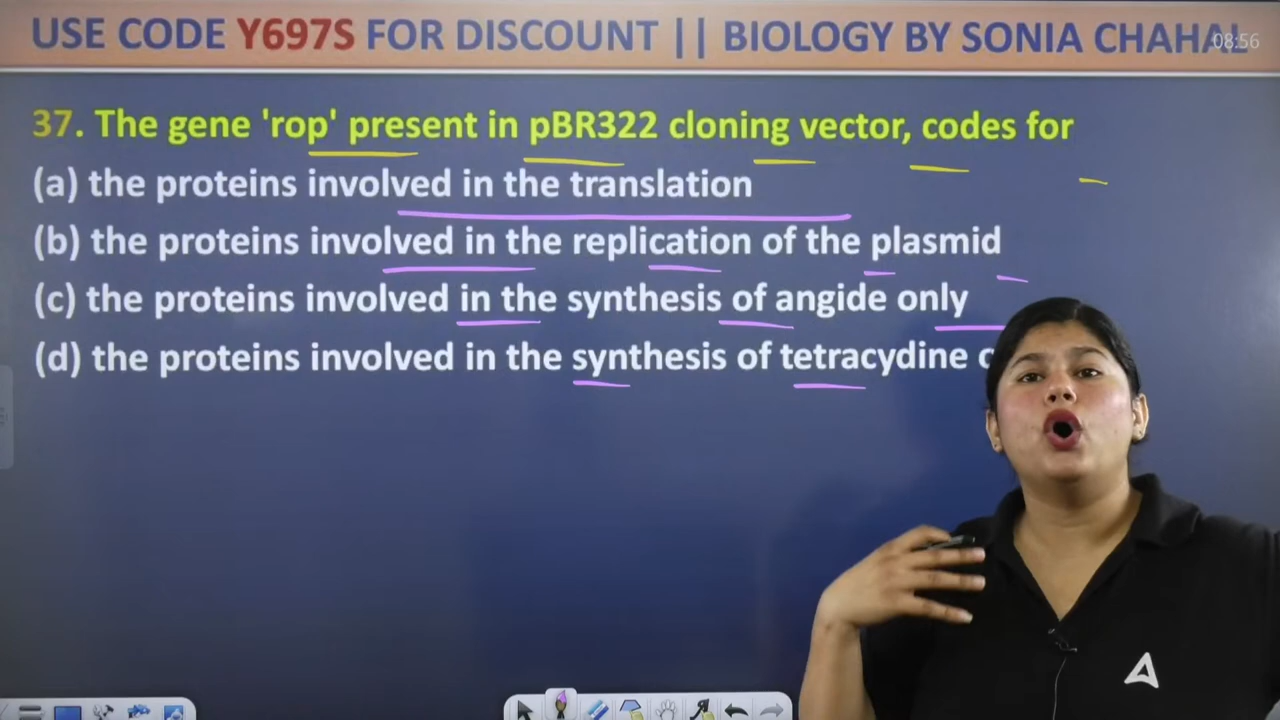 USE CODE Y697S FOR DISCOUNT || BIOLOGY BY SONIA CHAHAL
08:56
37. The gene 'rop' present in pBR322 cloning vector, codes for
(a) the proteins involved in the translation
(b) the proteins involved in the replication of the plasmid
(c) the proteins involved in the synthesis of angide only
(d) the proteins involved in the synthesis of tetracydine